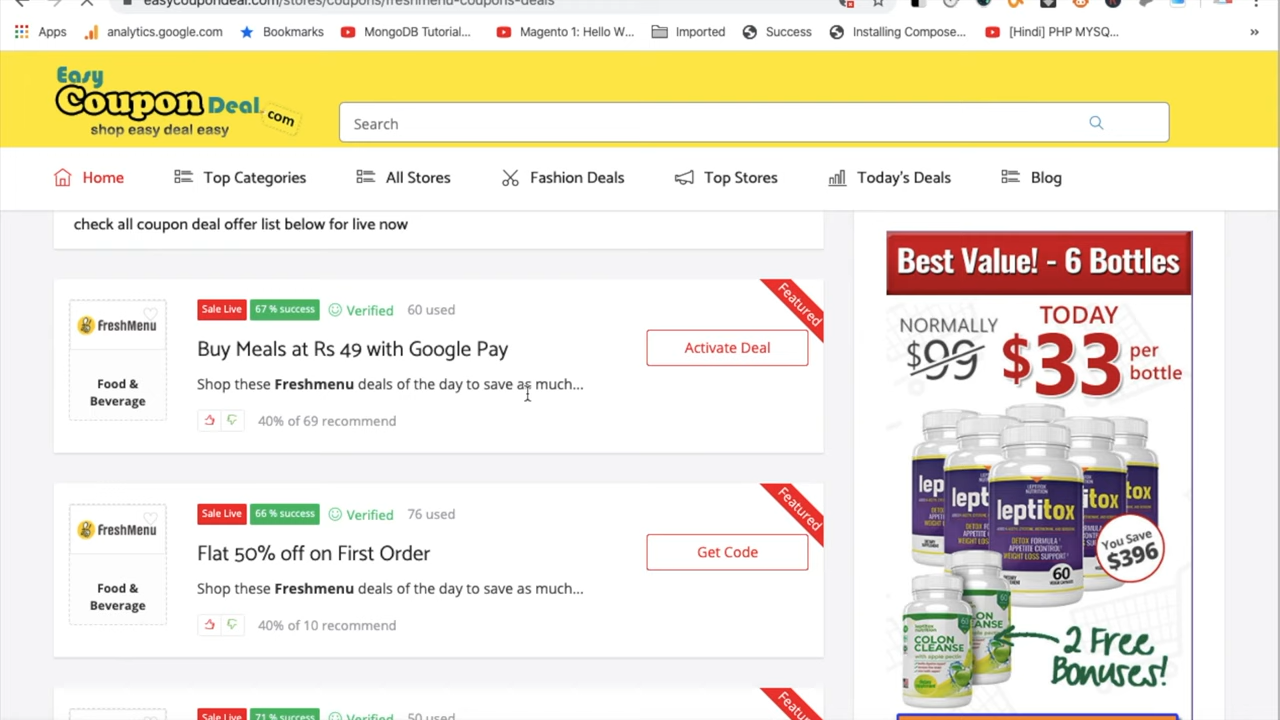 easycoupondeal.com/stores/coupons/freshmenu-coupons-deals
Apps
analytics.google.com
Bookmarks
MongoDB Tutorial...
Magento 1: Hello W...
Imported
Success
Installing Compose...
[Hindi] PHP MYSQ...
»
Easy
Coupon Deal
.com
shop easy deal easy
Search
Home
Top Categories
All Stores
Fashion Deals
Top Stores
Today's Deals
Blog
check all coupon deal offer list below for live now
FreshMenu
Food &
Beverage
Sale Live 67 % success Verified 60 used
Buy Meals at Rs 49 with Google Pay
Shop these Freshmenu deals of the day to save as much...
40% of 69 recommend
Featured
Activate Deal
FreshMenu
Food &
Beverage
Sale Live 66 % success Verified 76 used
Flat 50% off on First Order
Shop these Freshmenu deals of the day to save as much...
40% of 10 recommend
Featured
Get Code
Sale Live 71 % success Verified 50 used
Featured
Best Value! - 6 Bottles
NORMALLY
$99
TODAY
$33 per
bottle
leptitox
DETOX FORMULA
APPETITE CONTROL
WEIGHT LOSS SUPPORT
60
You Save
$396
COLON
CLEANSE
2 Free
Bonuses!